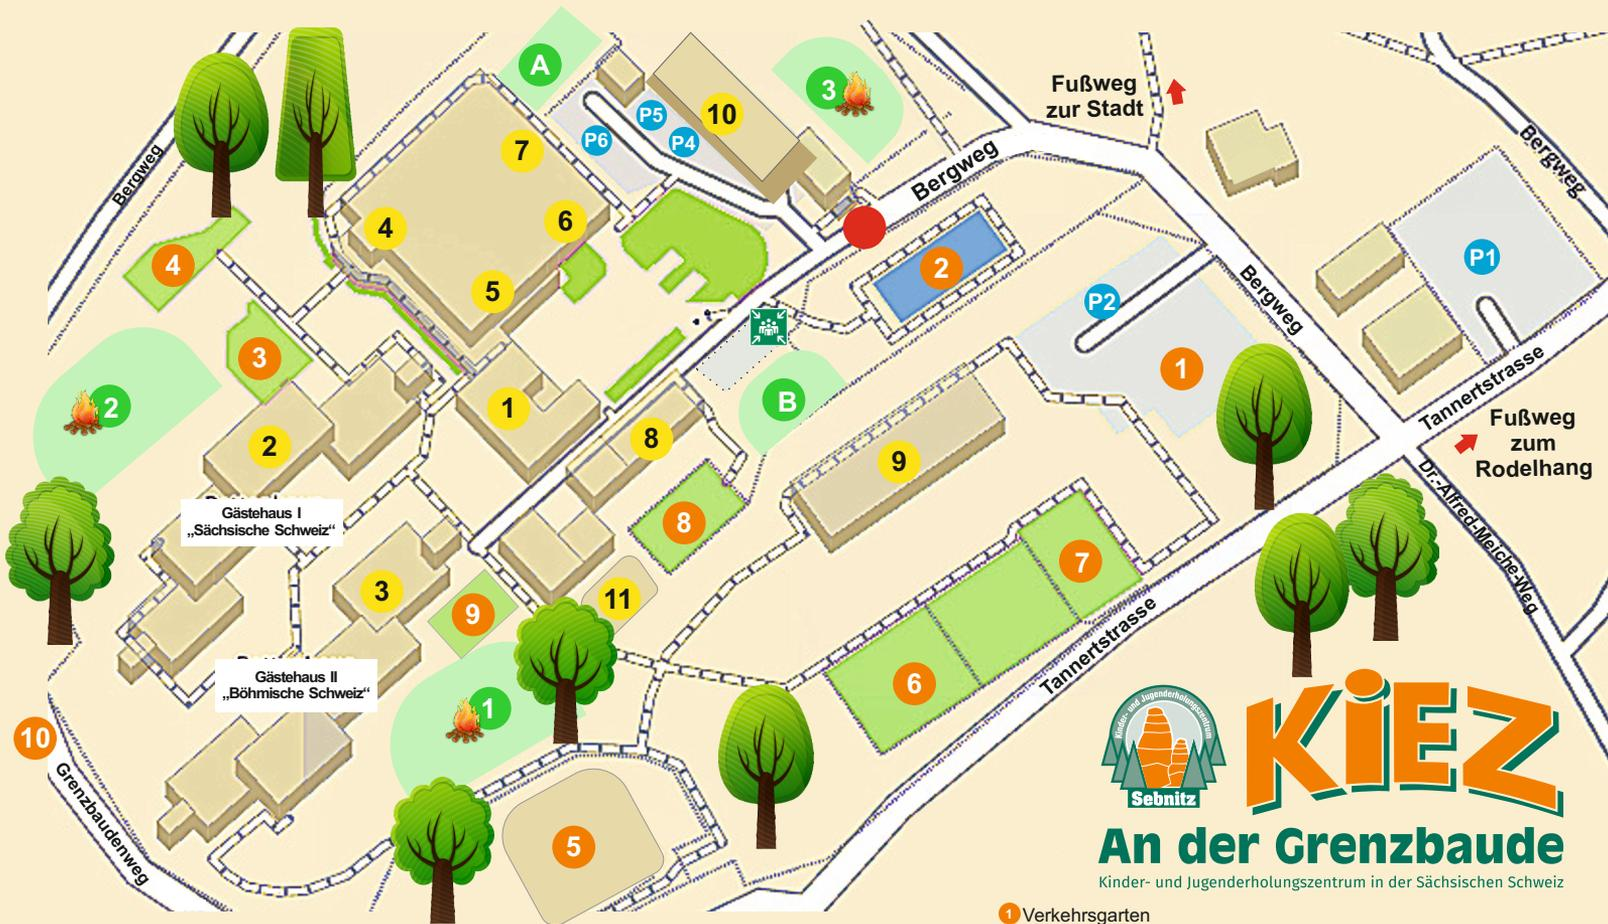 A
P5
P6
P4
10
3
Fußweg
zur Stadt
Bergweg
Bergweg
Bergweg
7
4
6
5
4
2
P1
P2
Bergweg
3
1
2
1
B
Tannertstrasse
2
8
9
Fußweg
zum
Rodelhang
Dr.-Alfred-Meiche-Weg
Gästehaus I
„Sächsische Schweiz“
8
7
3
9
11
Tannertstrasse
Gästehaus II
„Böhmische Schweiz“
6
1
10
Grenzbaudenweg
5
Kinder- und Jugenderholungszentrum
Sebnitz
KiEZ
An der Grenzbaude
Kinder- und Jugenderholungszentrum in der Sächsischen Schweiz
1 Verkehrsgarten